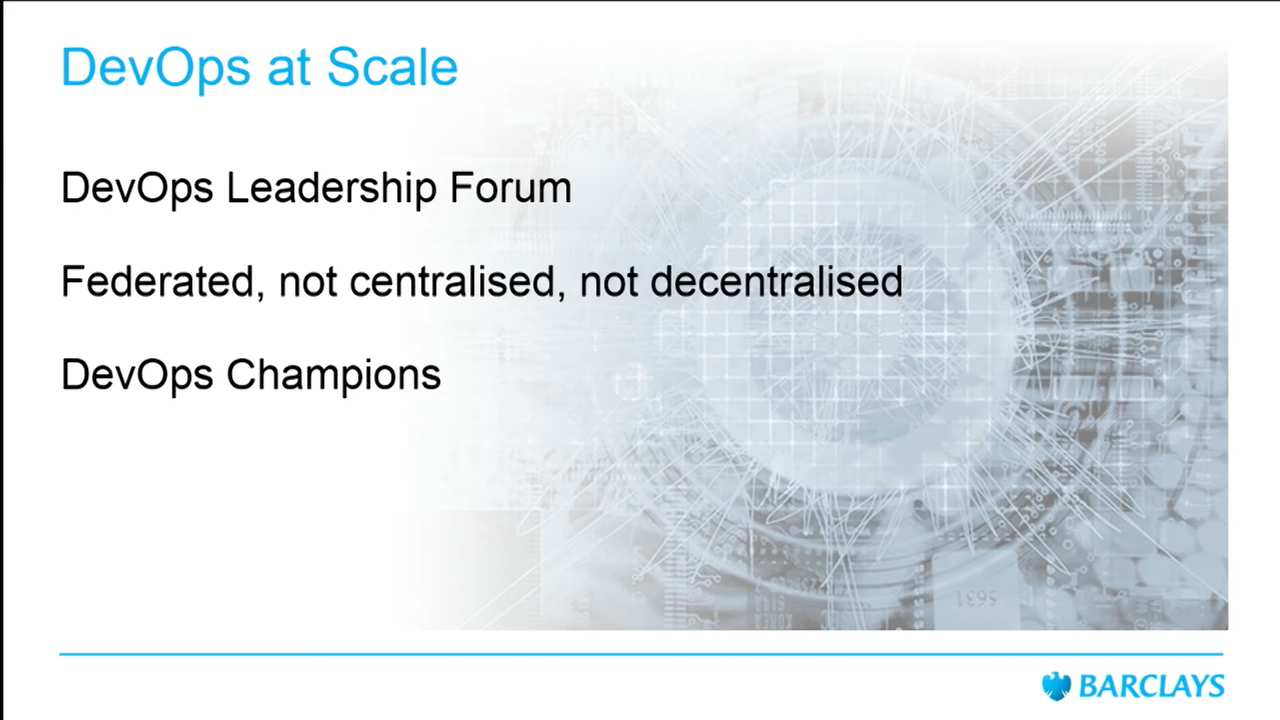 DevOps at Scale
DevOps Leadership Forum
Federated, not centralised, not decentralised
DevOps Champions
BARCLAYS